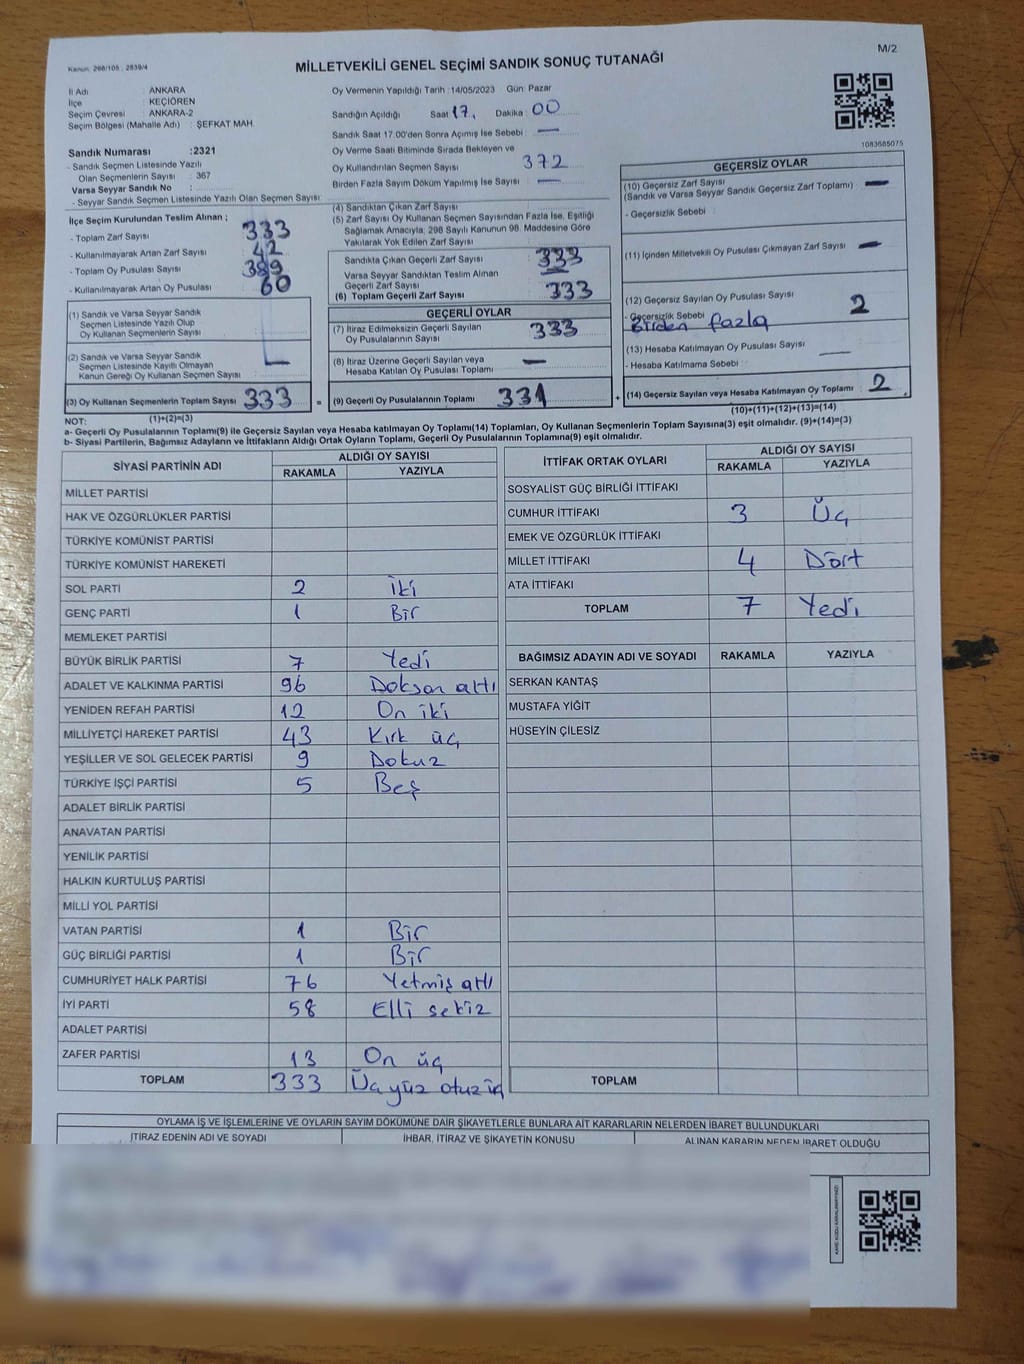 M/2
Kanun: 298/105 ; 2839/4
MİLLETVEKİLİ GENEL SEÇİMİ SANDIK SONUÇ TUTANAĞI
İl Adı : ANKARA
İlçe : KEÇİÖREN
Seçim Çevresi : ANKARA-2
Seçim Bölgesi (Mahalle Adı) : ŞEFKAT MAH.
Sandık Numarası :2321
- Sandık Seçmen Listesinde Yazılı
Olan Seçmenlerin Sayısı : 367
Varsa Seyyar Sandık No :
- Seyyar Sandık Seçmen Listesinde Yazılı Olan Seçmen Sayısı:
Oy Vermenin Yapıldığı Tarih : 14/05/2023 Gün: Pazar
Sandığın Açıldığı Saat 17. Dakika : 00
Sandık Saat 17.00'den Sonra Açımış İse Sebebi : —
Oy Verme Saati Bitiminde Sırada Bekleyen ve
Oy Kullandırılan Seçmen Sayısı 372
Birden Fazla Sayım Döküm Yapılmış İse Sayısı : —
1083685075
İlçe Seçim Kurulundan Teslim Alınan ;
- Toplam Zarf Sayısı 333
- Kullanılmayarak Artan Zarf Sayısı 42
- Toplam Oy Pusulası Sayısı 389
- Kullanılmayarak Artan Oy Pusulası 60
(4) Sandıktan Çıkan Zarf Sayısı
(5) Zarf Sayısı Oy Kullanan Seçmen Sayısından Fazla İse, Eşitliği
Sağlamak Amacıyla; 298 Sayılı Kanunun 98. Maddesine Göre
Yakılarak Yok Edilen Zarf Sayısı
Sandıkta Çıkan Geçerli Zarf Sayısı 333
Varsa Seyyar Sandıktan Teslim Alınan
Geçerli Zarf Sayısı —
(6) Toplam Geçerli Zarf Sayısı 333
GEÇERSİZ OYLAR
(10) Geçersiz Zarf Sayısı
(Sandık ve Varsa Seyyar Sandık Geçersiz Zarf Toplamı) —
- Geçersizlik Sebebi :
(11) İçinden Milletvekili Oy Pusulası Çıkmayan Zarf Sayısı —
(12) Geçersiz Sayılan Oy Pusulası Sayısı 2
- Geçersizlik Sebebi :
Birden fazla
(13) Hesaba Katılmayan Oy Pusulası Sayısı —
- Hesaba Katılmama Sebebi :
(14) Geçersiz Sayılan veya Hesaba Katılmayan Oy Toplamı 2
(10)+(11)+(12)+(13)=(14)
(1) Sandık ve Varsa Seyyar Sandık
Seçmen Listesinde Yazılı Olup
Oy Kullanan Seçmenlerin Sayısı :
(2) Sandık ve Varsa Seyyar Sandık
Seçmen Listesinde Kayıtlı Olmayan
Kanun Gereği Oy Kullanan Seçmen Sayısı
(3) Oy Kullanan Seçmenlerin Toplam Sayısı 333 =
(1)+(2)=(3)
GEÇERLİ OYLAR
(7) İtiraz Edilmeksizin Geçerli Sayılan
Oy Pusulalarının Sayısı 333
(8) İtiraz Üzerine Geçerli Sayılan veya
Hesaba Katılan Oy Pusulası Toplamı —
(9) Geçerli Oy Pusulalarının Toplamı 331 +
NOT:
a- Geçerli Oy Pusulalarının Toplamı(9) ile Geçersiz Sayılan veya Hesaba katılmayan Oy Toplamı(14) Toplamları, Oy Kullanan Seçmenlerin Toplam Sayısına(3) eşit olmalıdır. (9)+(14)=(3)
b- Siyasi Partilerin, Bağımsız Adayların ve İttifakların Aldığı Ortak Oyların Toplamı, Geçerli Oy Pusulalarının Toplamına(9) eşit olmalıdır.
SİYASİ PARTİNİN ADI ALDIĞI OY SAYISI
RAKAMLA YAZIYLA
MİLLET PARTİSİ
HAK VE ÖZGÜRLÜKLER PARTİSİ
TÜRKİYE KOMÜNİST PARTİSİ
TÜRKİYE KOMÜNİST HAREKETİ
SOL PARTİ 2 iki
GENÇ PARTİ 1 Bir
MEMLEKET PARTİSİ
BÜYÜK BİRLİK PARTİSİ 7 Yedi
ADALET VE KALKINMA PARTİSİ 96 Doksan altı
YENİDEN REFAH PARTİSİ 12 On iki
MİLLİYETÇİ HAREKET PARTİSİ 43 Kırk üç
YEŞİLLER VE SOL GELECEK PARTİSİ 9 Dokuz
TÜRKİYE İŞÇİ PARTİSİ 5 Beş
ADALET BİRLİK PARTİSİ
ANAVATAN PARTİSİ
YENİLİK PARTİSİ
HALKIN KURTULUŞ PARTİSİ
MİLLİ YOL PARTİSİ
VATAN PARTİSİ 1 Bir
GÜÇ BİRLİĞİ PARTİSİ 1 Bir
CUMHURİYET HALK PARTİSİ 76 Yetmiş altı
İYİ PARTİ 58 Elli sekiz
ADALET PARTİSİ
ZAFER PARTİSİ 13 On üç
TOPLAM 333 Üç yüz otuz üç
İTTİFAK ORTAK OYLARI ALDIĞI OY SAYISI
RAKAMLA YAZIYLA
SOSYALİST GÜÇ BİRLİĞİ İTTİFAKI
CUMHUR İTTİFAKI 3 Üç
EMEK VE ÖZGÜRLÜK İTTİFAKI
MİLLET İTTİFAKI 4 Dört
ATA İTTİFAKI
TOPLAM 7 Yedi
BAĞIMSIZ ADAYIN ADI VE SOYADI RAKAMLA YAZIYLA
SERKAN KANTAŞ
MUSTAFA YİĞİT
HÜSEYİN ÇİLESİZ
TOPLAM
OYLAMA İŞ VE İŞLEMLERİNE VE OYLARIN SAYIM DÖKÜMÜNE DAİR ŞİKAYETLERLE BUNLARA AİT KARARLARIN NELERDEN İBARET BULUNDUKLARI
İTİRAZ EDENİN ADI VE SOYADI İHBAR, İTİRAZ VE ŞİKAYETİN KONUSU ALINAN KARARIN NEDEN İBARET OLDUĞU